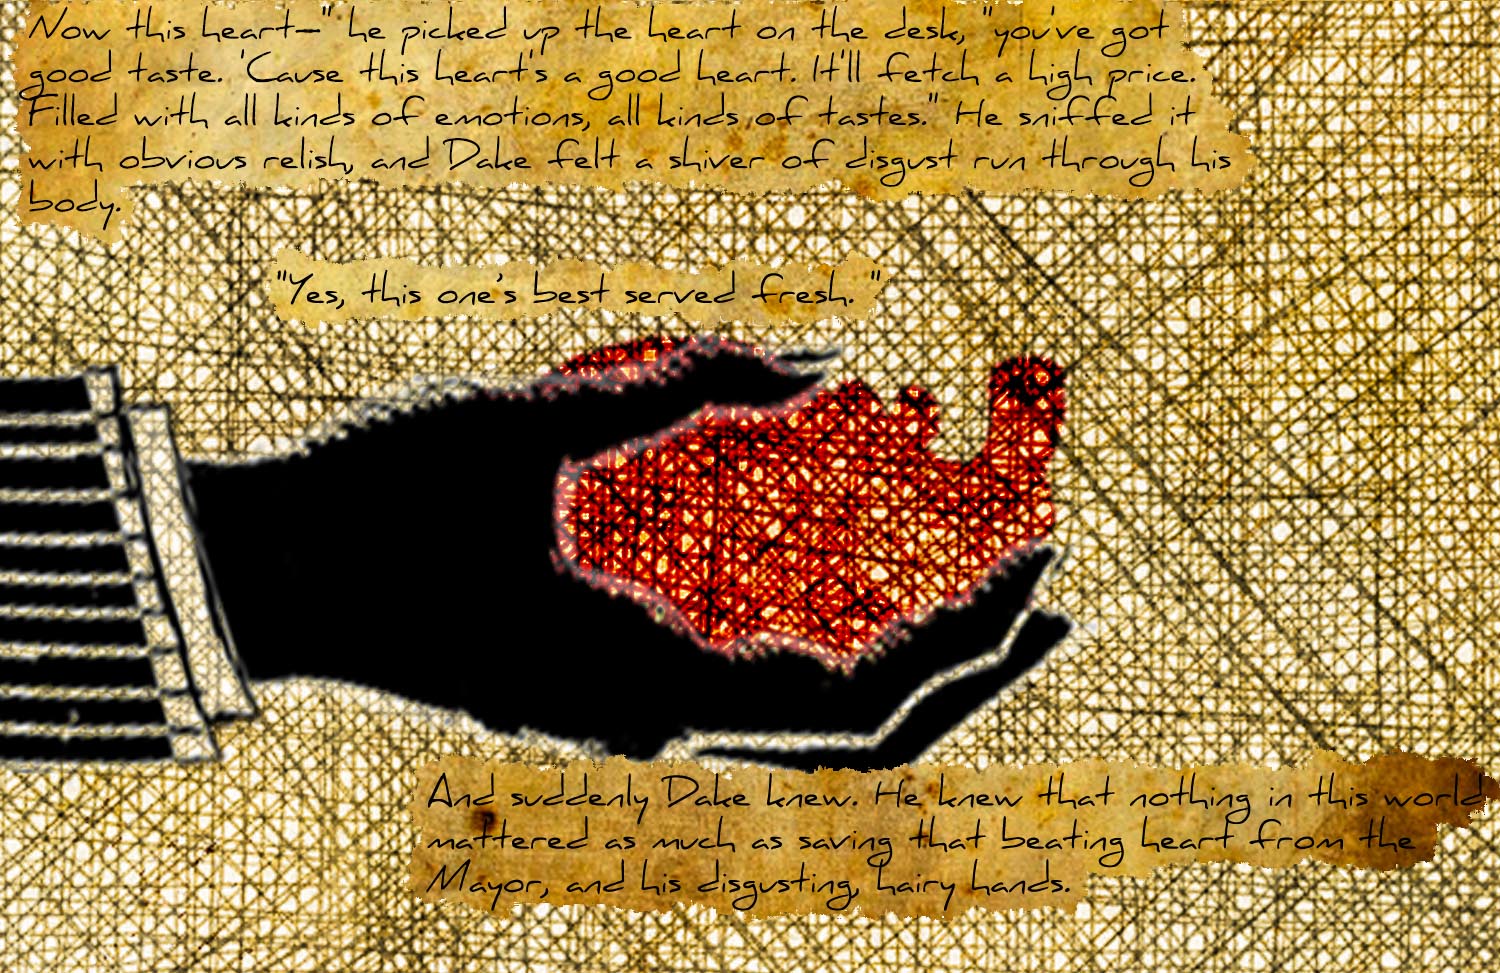 Now this heart—" he picked up the heart on the desk, "you've got
good taste. 'Cause this heart's a good heart. It'll fetch a high price.
Filled with all kinds of emotions, all kinds of tastes." He sniffed it
with obvious relish, and Dake felt a shiver of disgust run through his
body.
"Yes, this one's best served fresh. "
And suddenly Dake knew. He knew that nothing in this world
mattered as much as saving that beating heart from the
Mayor, and his disgusting, hairy hands.